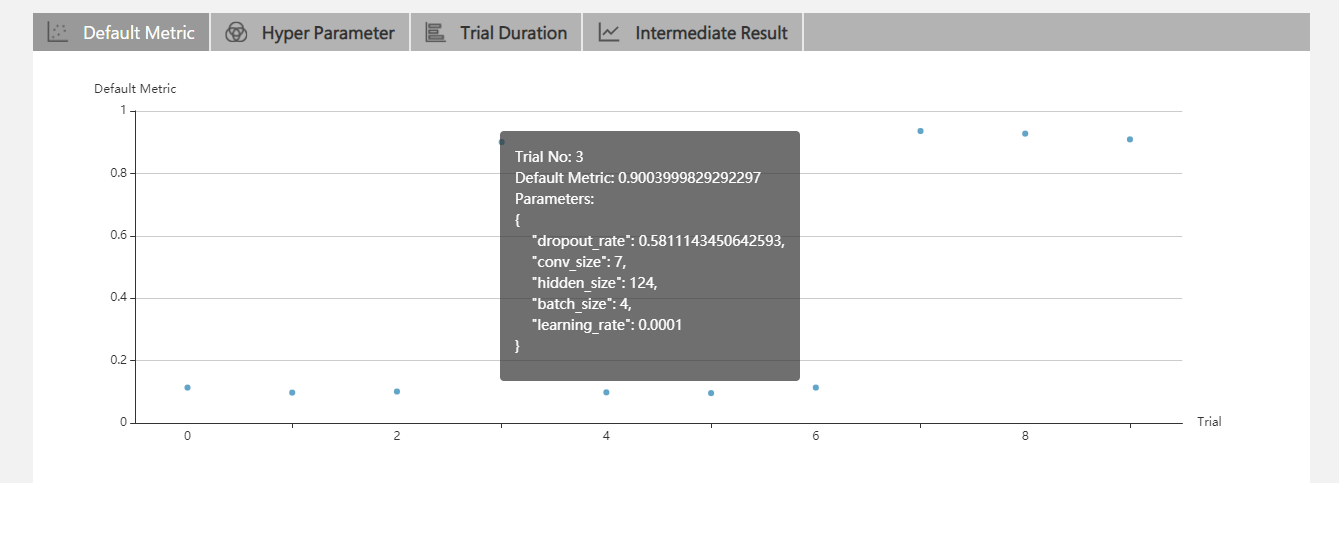 Default Metric Hyper Parameter Trial Duration Intermediate Result
Default Metric
1
0.8
0.6
0.4
0.2
0
Trial No: 3
Default Metric: 0.9003999829292297
Parameters:
{
"dropout_rate": 0.5811143450642593,
"conv_size": 7,
"hidden_size": 124,
"batch_size": 4,
"learning_rate": 0.0001
}
0 2 4 6 8
Trial